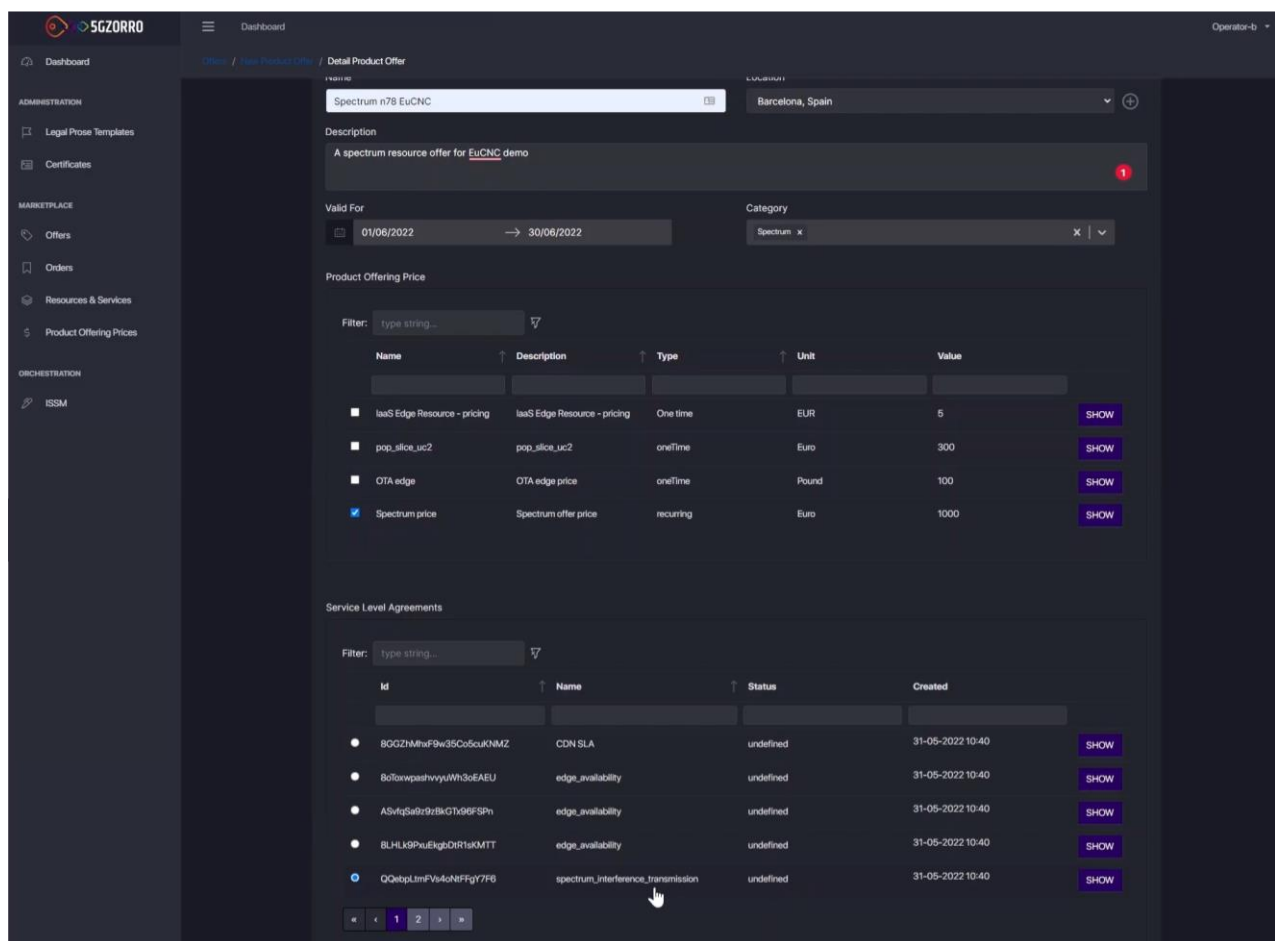 5GZORRO
Dashboard
Operator-b
Dashboard
Offers / New Product Offer / Detail Product Offer
ADMINISTRATION
Legal Prose Templates
Certificates
MARKETPLACE
Offers
Orders
Resources & Services
Product Offering Prices
ORCHESTRATION
ISSM
Name
Location
Spectrum n78 EuCNC
Barcelona, Spain
Description
A spectrum resource offer for EuCNC demo
1
Valid For
Category
01/06/2022 → 30/06/2022
Spectrum x
Product Offering Price
Filter: type string...
Name Description Type Unit Value
IaaS Edge Resource - pricing IaaS Edge Resource - pricing One time EUR 5 SHOW
pop_slice_uc2 pop_slice_uc2 oneTime Euro 300 SHOW
OTA edge OTA edge price oneTime Pound 100 SHOW
Spectrum price Spectrum offer price recurring Euro 1000 SHOW
Service Level Agreements
Filter: type string...
Id Name Status Created
8GGZhMhxF9w35Co5cuKNMZ CDN SLA undefined 31-05-2022 10:40 SHOW
8oToxwpashvvyuWh3oEAEU edge_availability undefined 31-05-2022 10:40 SHOW
ASvfqSa9z9zBkGTx96FSPn edge_availability undefined 31-05-2022 10:40 SHOW
BLHLk9PxuEkgbDtR1sKMTT edge_availability undefined 31-05-2022 10:40 SHOW
QQebpLtmFVs4oNtFFgY7F6 spectrum_interference_transmission undefined 31-05-2022 10:40 SHOW
« ‹ 1 2 › »